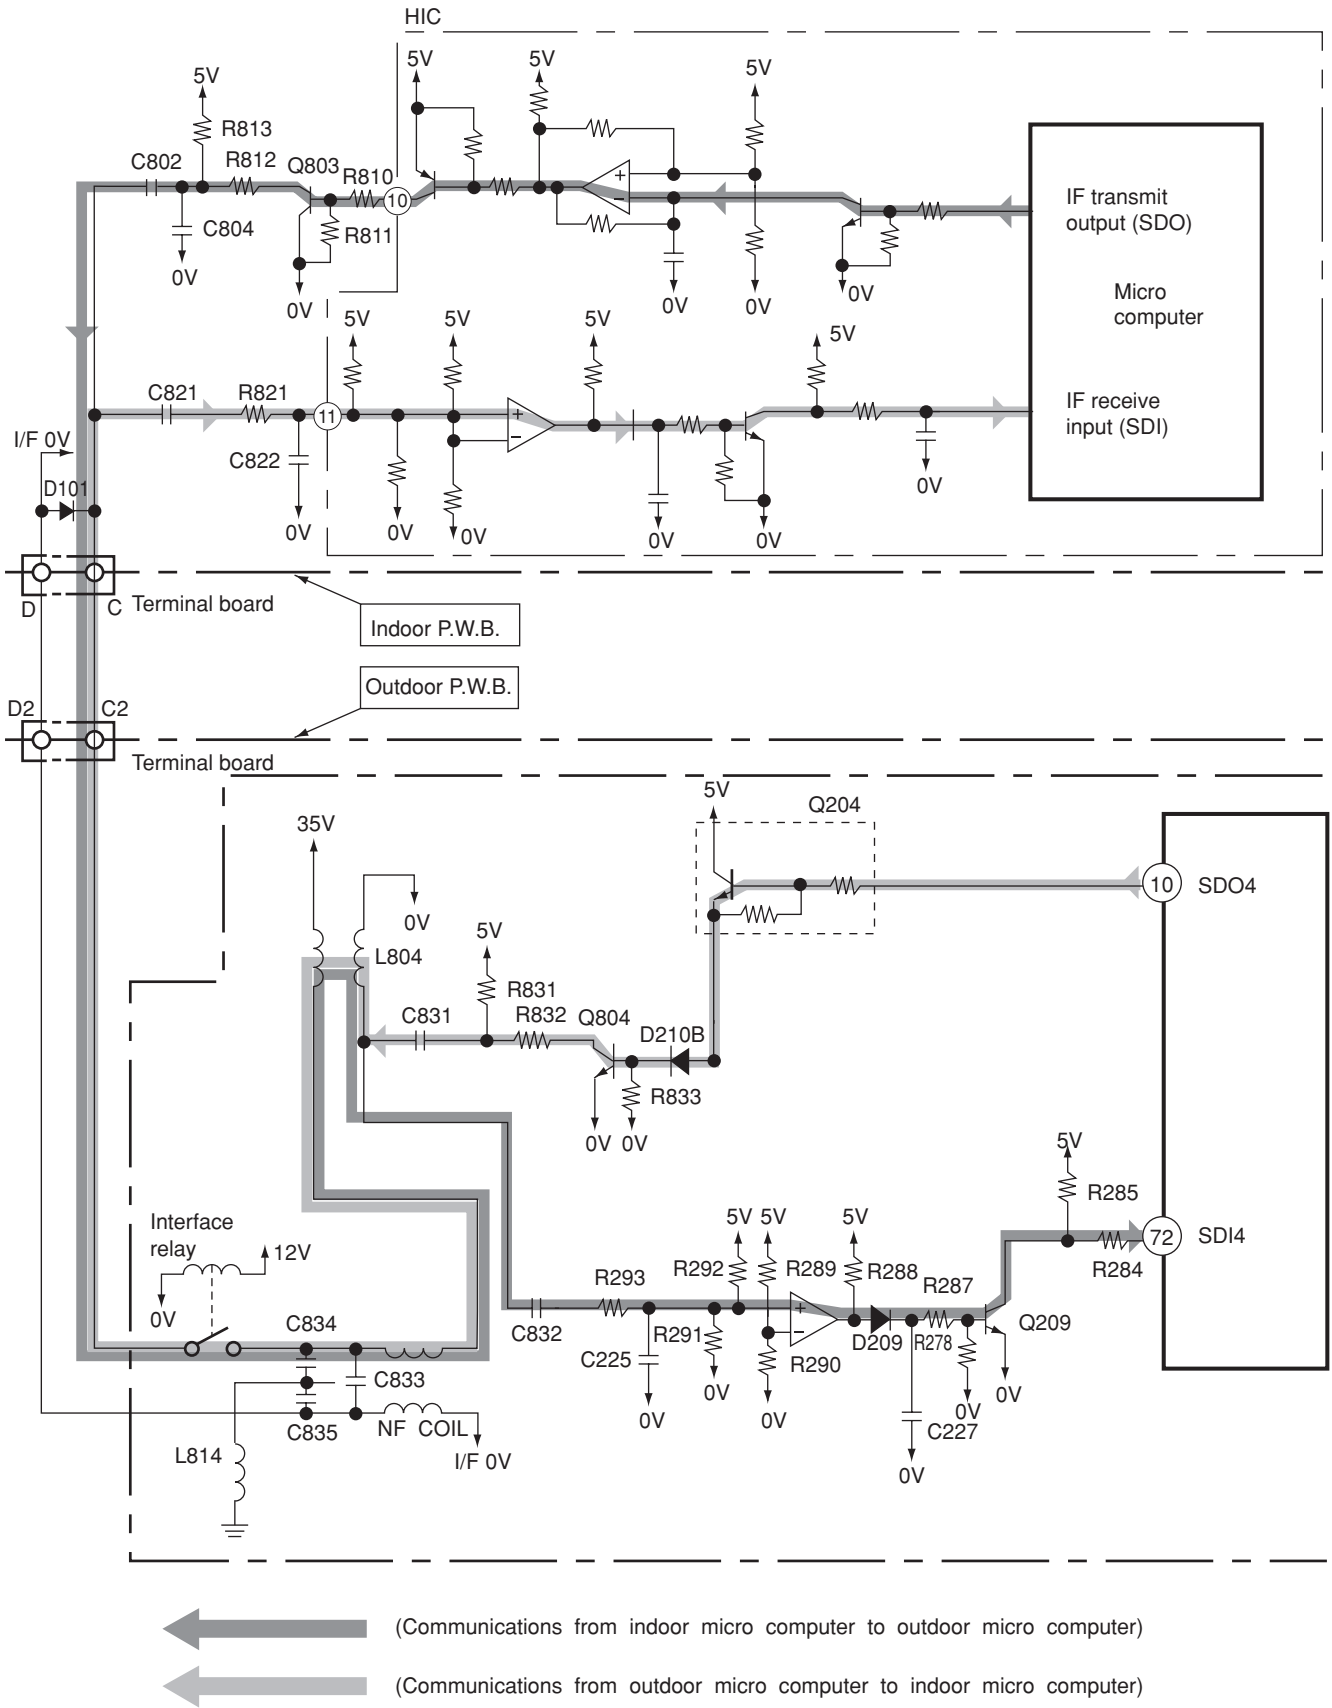 HIC
5V
5V
5V
5V
R813
C802
R812
Q803
R810
10
C804
R811
0V
0V
0V
0V
0V
+
−
IF transmit
output (SDO)
Micro
computer
IF receive
input (SDI)
5V
5V
5V
5V
C821
R821
11
+
−
I/F 0V
C822
D101
0V
0V
0V
0V
0V
0V
D
C
Terminal board
Indoor P.W.B.
Outdoor P.W.B.
D2
C2
Terminal board
5V
Q204
35V
10
SDO4
0V
L804
5V
R831
C831
R832
Q804
D210B
R833
0V
0V
5V
R285
Interface
relay
12V
0V
5V
5V
5V
72
SDI4
R284
R293
R292
R289
R288
R287
C834
C832
R291
+
−
D209
R278
Q209
C225
R290
C833
0V
0V
0V
0V
0V
C835
NF COIL
C227
L814
I/F 0V
0V
(Communications from indoor micro computer to outdoor micro computer)
(Communications from outdoor micro computer to indoor micro computer)